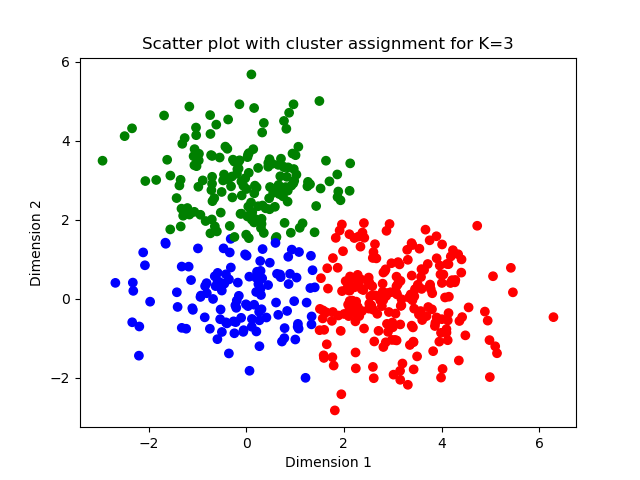 Scatter plot with cluster assignment for K=3
6
4
2
0
−2
Dimension 2
−2 0 2 4 6
Dimension 1